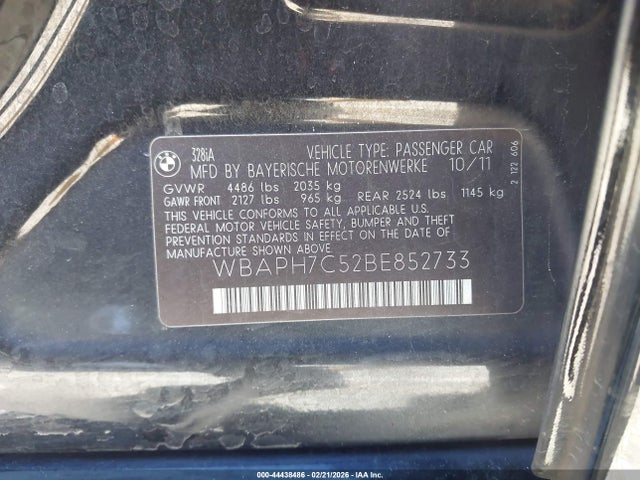 BMW
328iA VEHICLE TYPE: PASSENGER CAR
MFD BY BAYERISCHE MOTORENWERKE 10/11
GVWR 4486 lbs 2035 kg
GAWR FRONT 2127 lbs 965 kg REAR 2524 lbs 1145 kg
THIS VEHICLE CONFORMS TO ALL APPLICABLE U.S.
FEDERAL MOTOR VEHICLE SAFETY, BUMPER AND THEFT
PREVENTION STANDARDS IN EFFECT ON THE DATE OF
MANUFACTURE SHOWN ABOVE.
WBAPH7C52BE852733
2 122 606
000-44438486 - 02/21/2026 - IAA Inc.